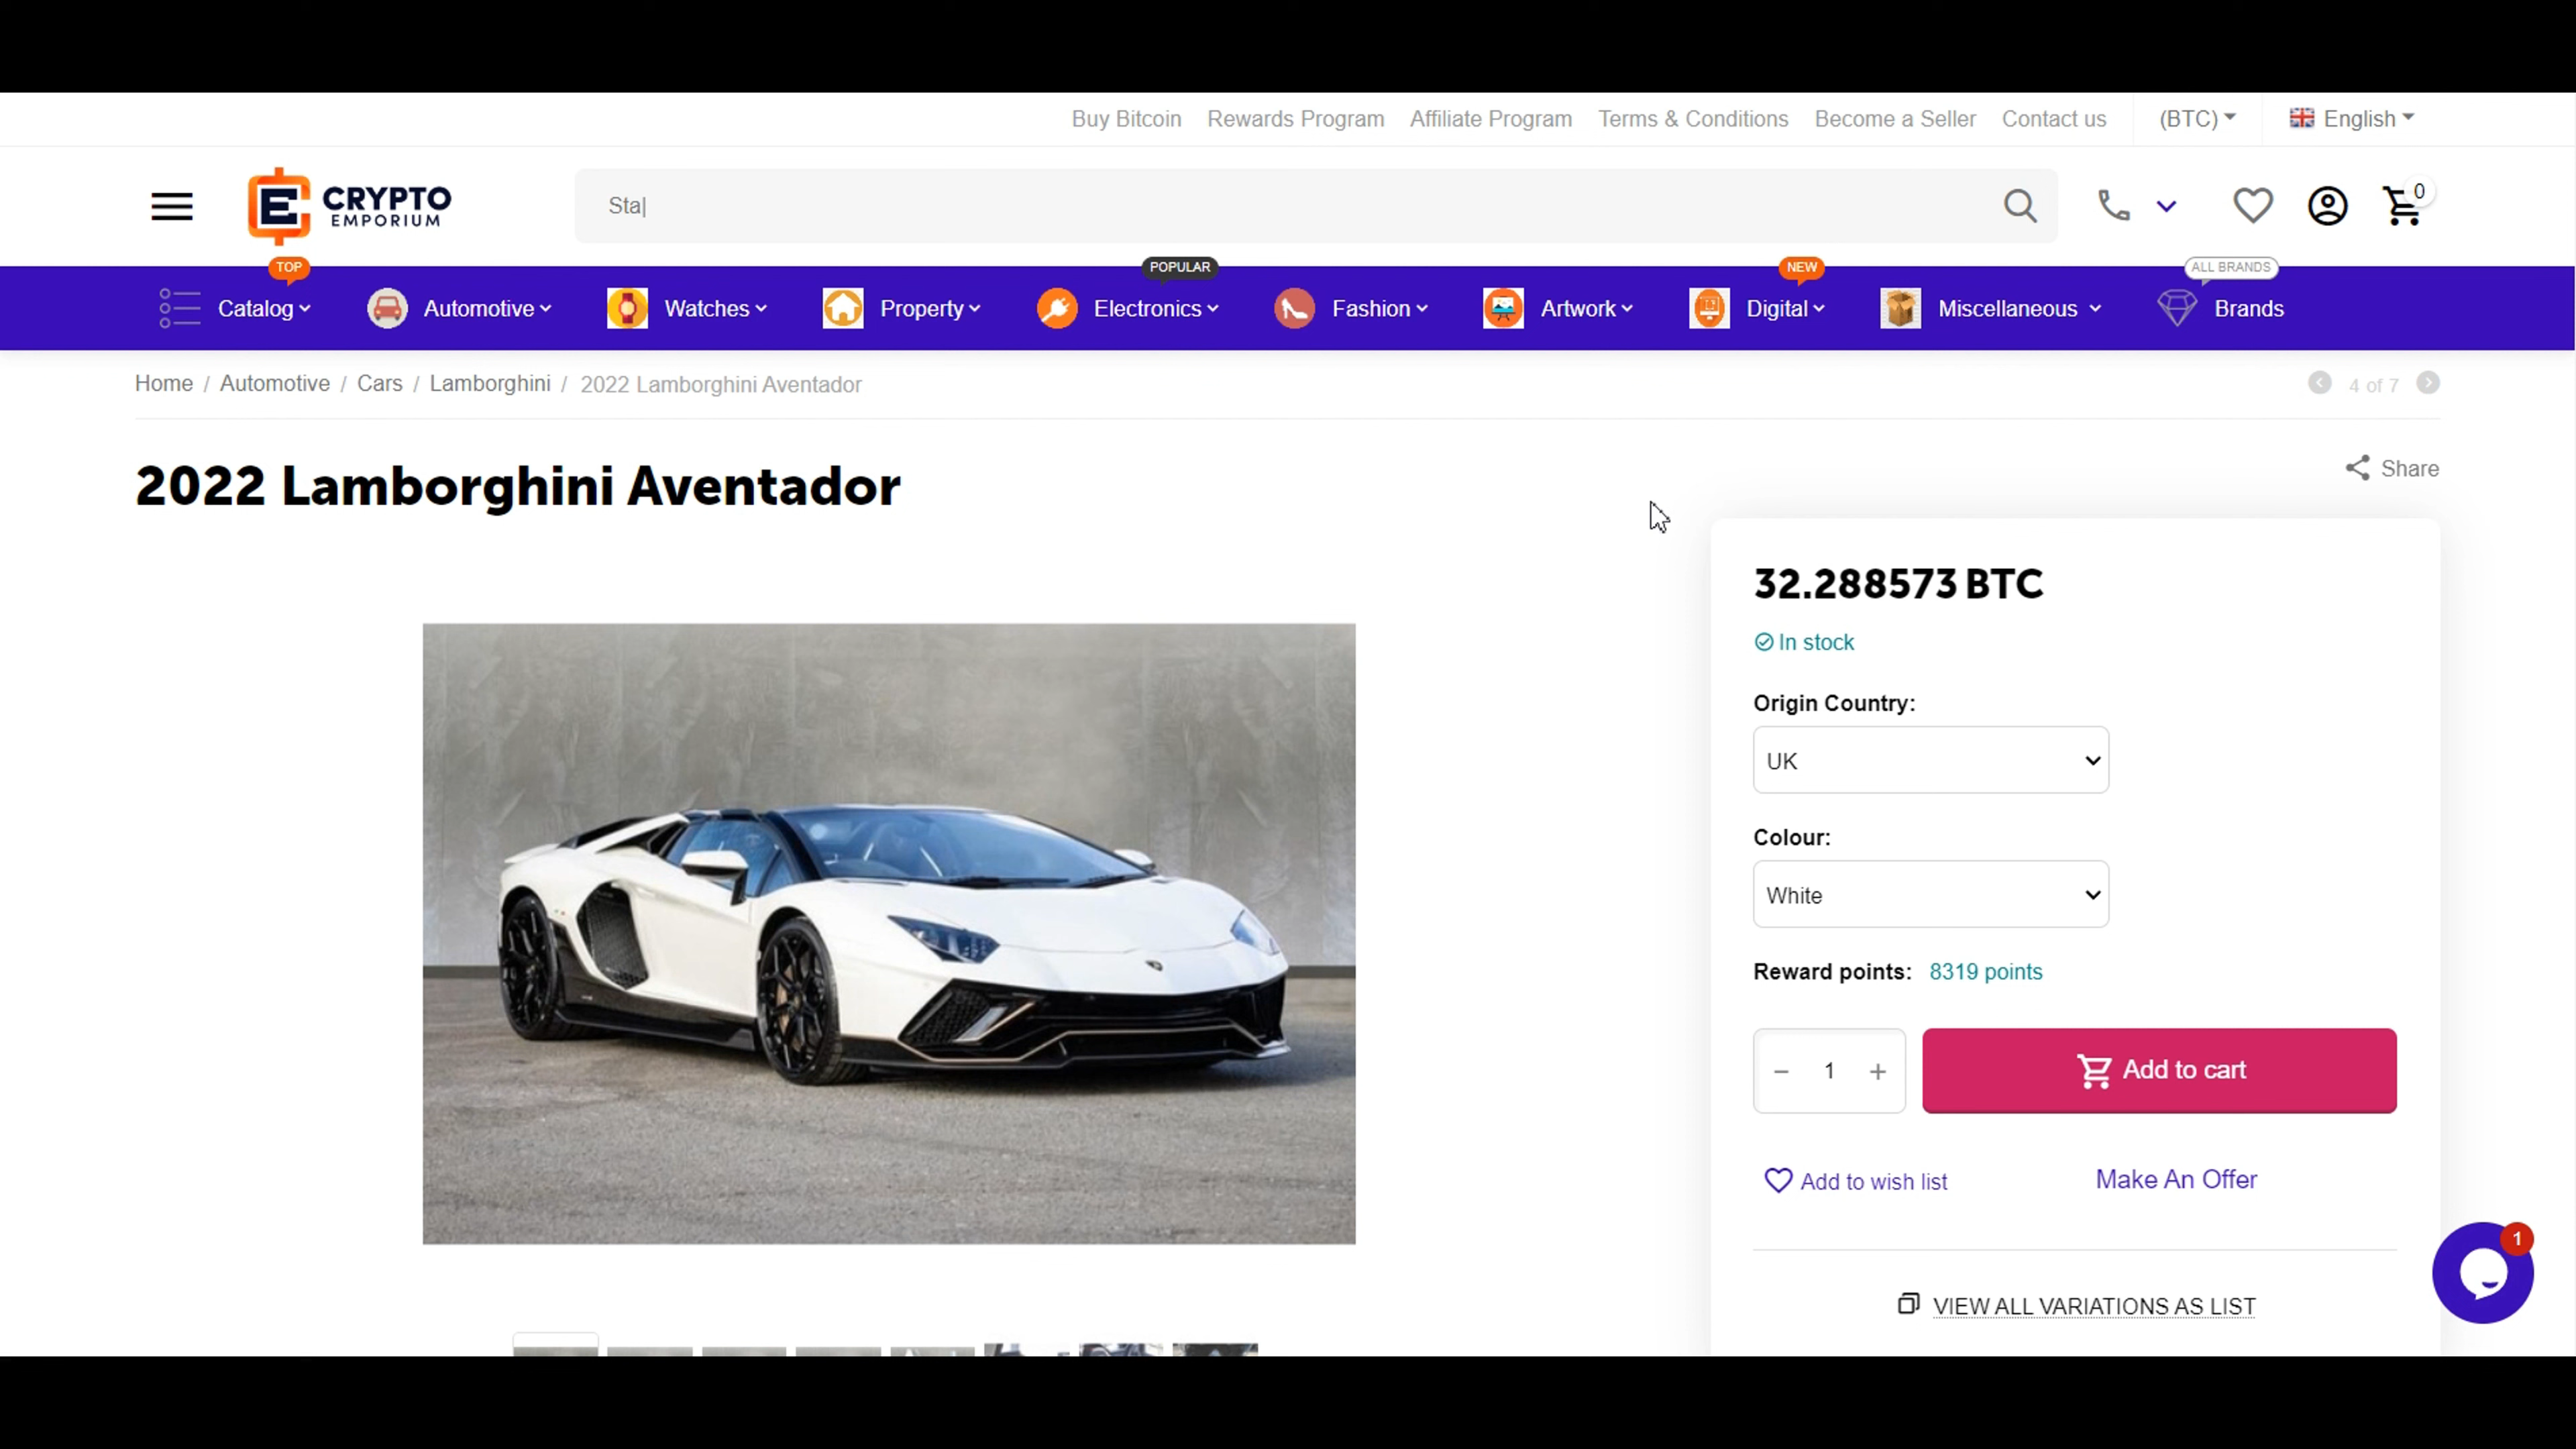 Buy Bitcoin Rewards Program Affiliate Program Terms & Conditions Become a Seller Contact us (BTC) English
CRYPTO
EMPORIUM
Sta
0
TOP POPULAR NEW ALL BRANDS
Catalog Automotive Watches Property Electronics Fashion Artwork Digital Miscellaneous Brands
Home / Automotive / Cars / Lamborghini / 2022 Lamborghini Aventador
4 of 7
2022 Lamborghini Aventador
Share
32.288573 BTC
In stock
Origin Country:
UK
Colour:
White
Reward points: 8319 points
− 1 +
Add to cart
Add to wish list
Make An Offer
1
VIEW ALL VARIATIONS AS LIST